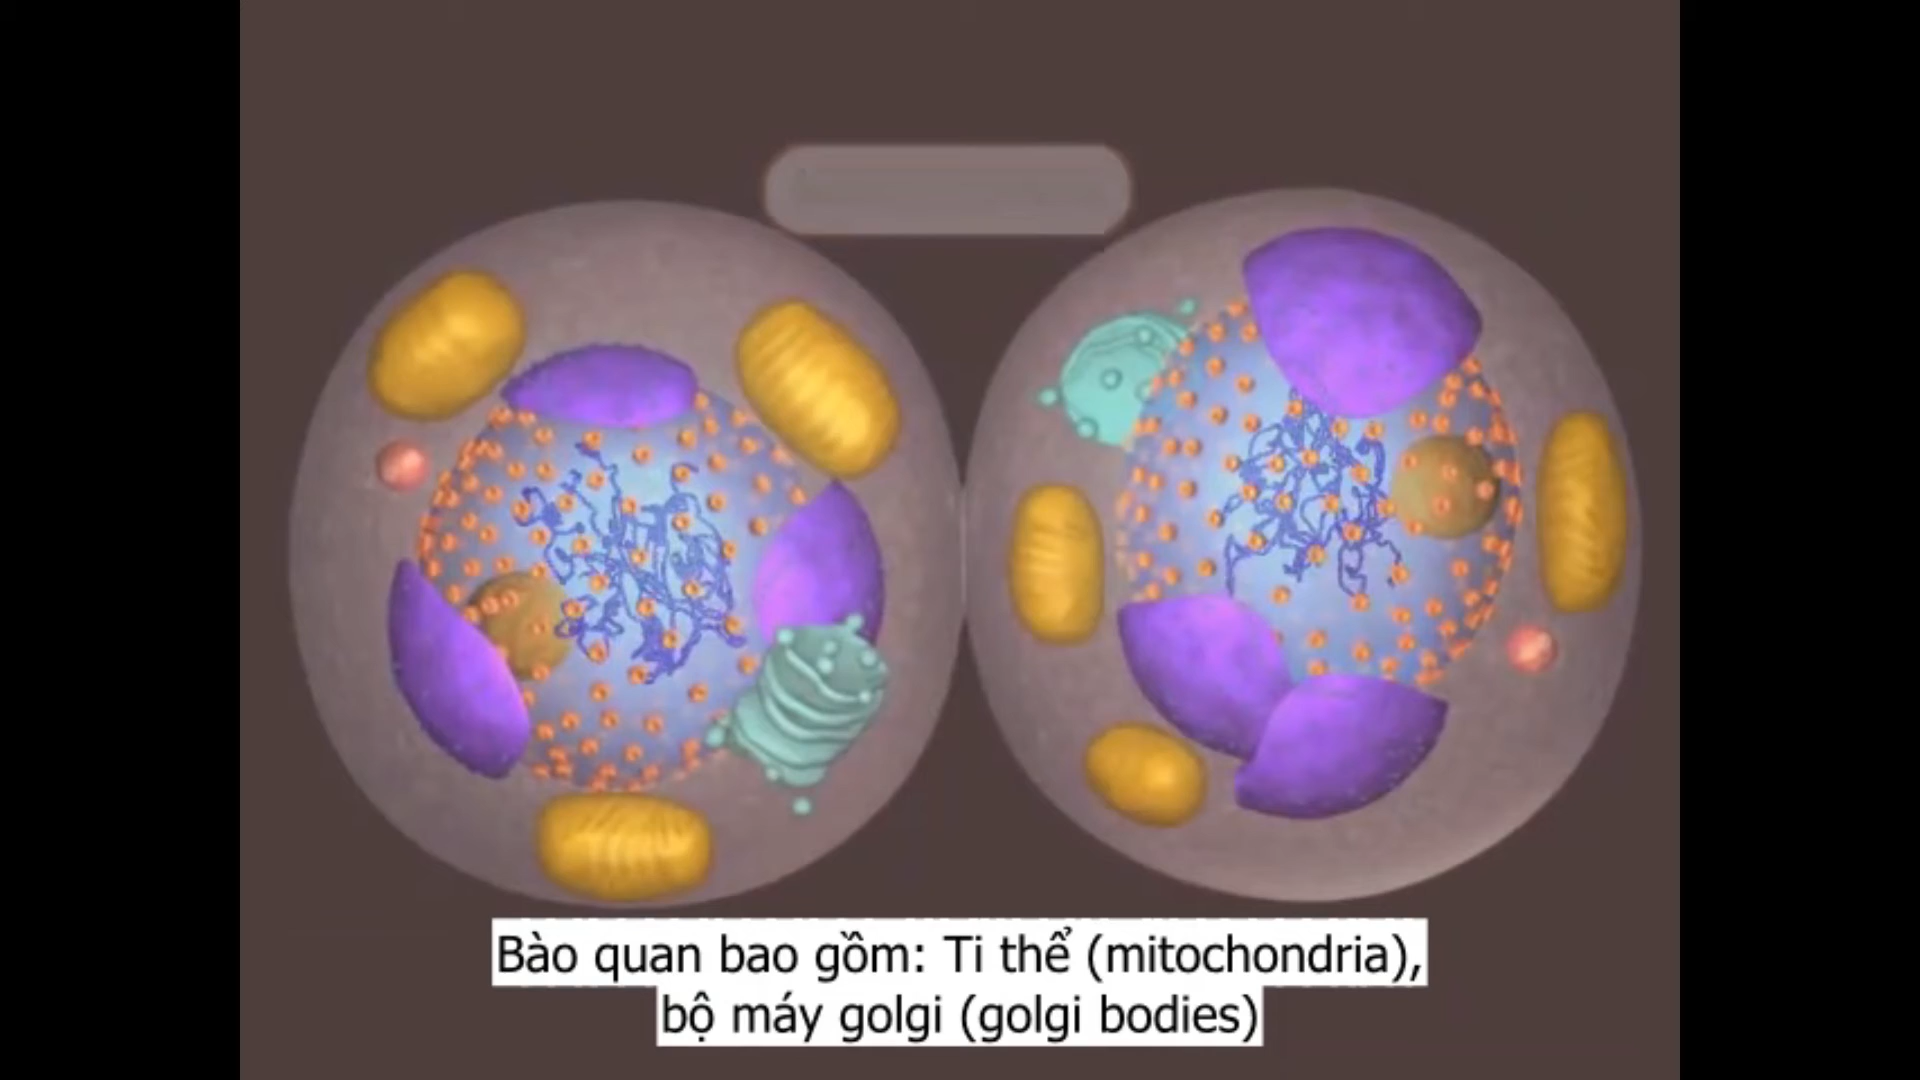 Bào quan bao gồm: Ti thể (mitochondria),
bộ máy golgi (golgi bodies)